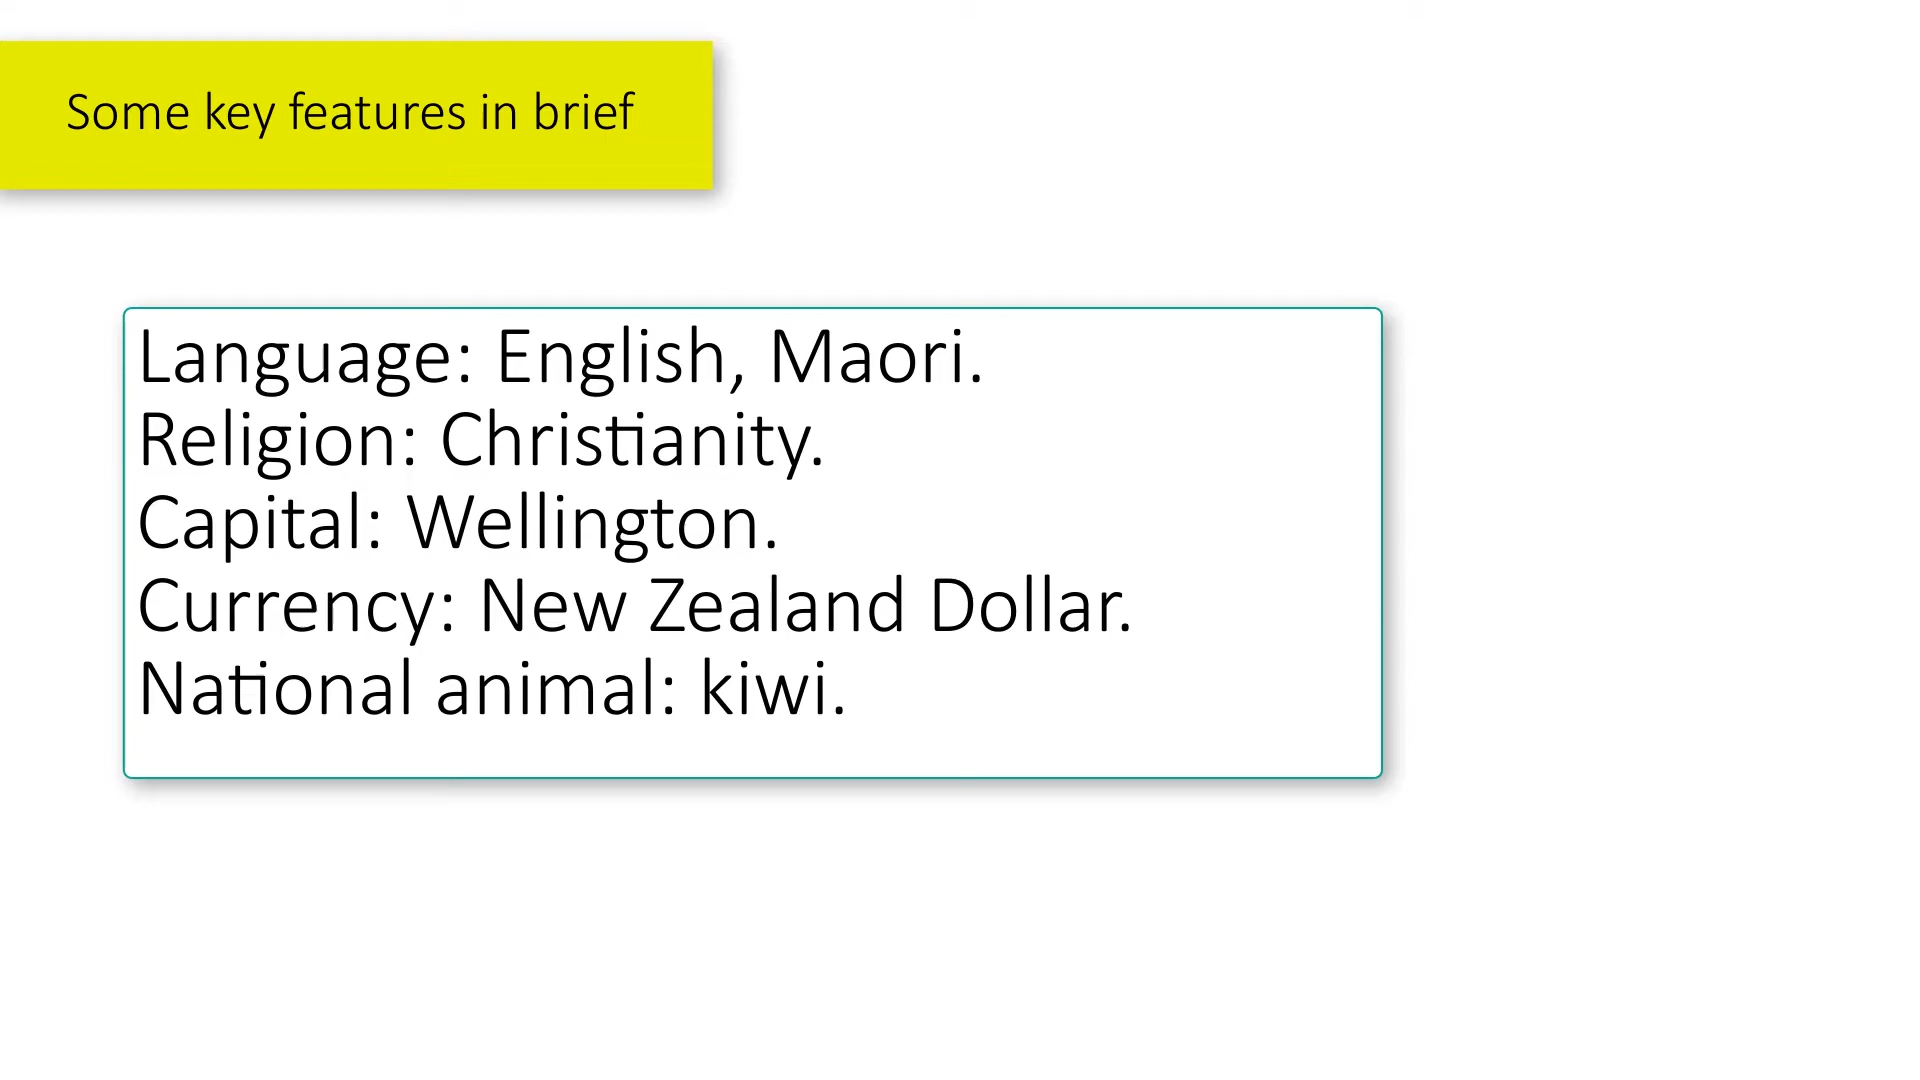 Some key features in brief
Language: English, Maori.
Religion: Christianity.
Capital: Wellington.
Currency: New Zealand Dollar.
National animal: kiwi.